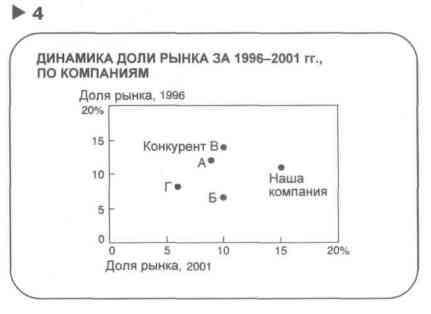 ▶ 4
ДИНАМИКА ДОЛИ РЫНКА ЗА 1996–2001 гг.,
ПО КОМПАНИЯМ
Доля рынка, 1996
20%
15
Конкурент В
А
10
Г
Наша
компания
Б
5
0
0 5 10 15 20%
Доля рынка, 2001